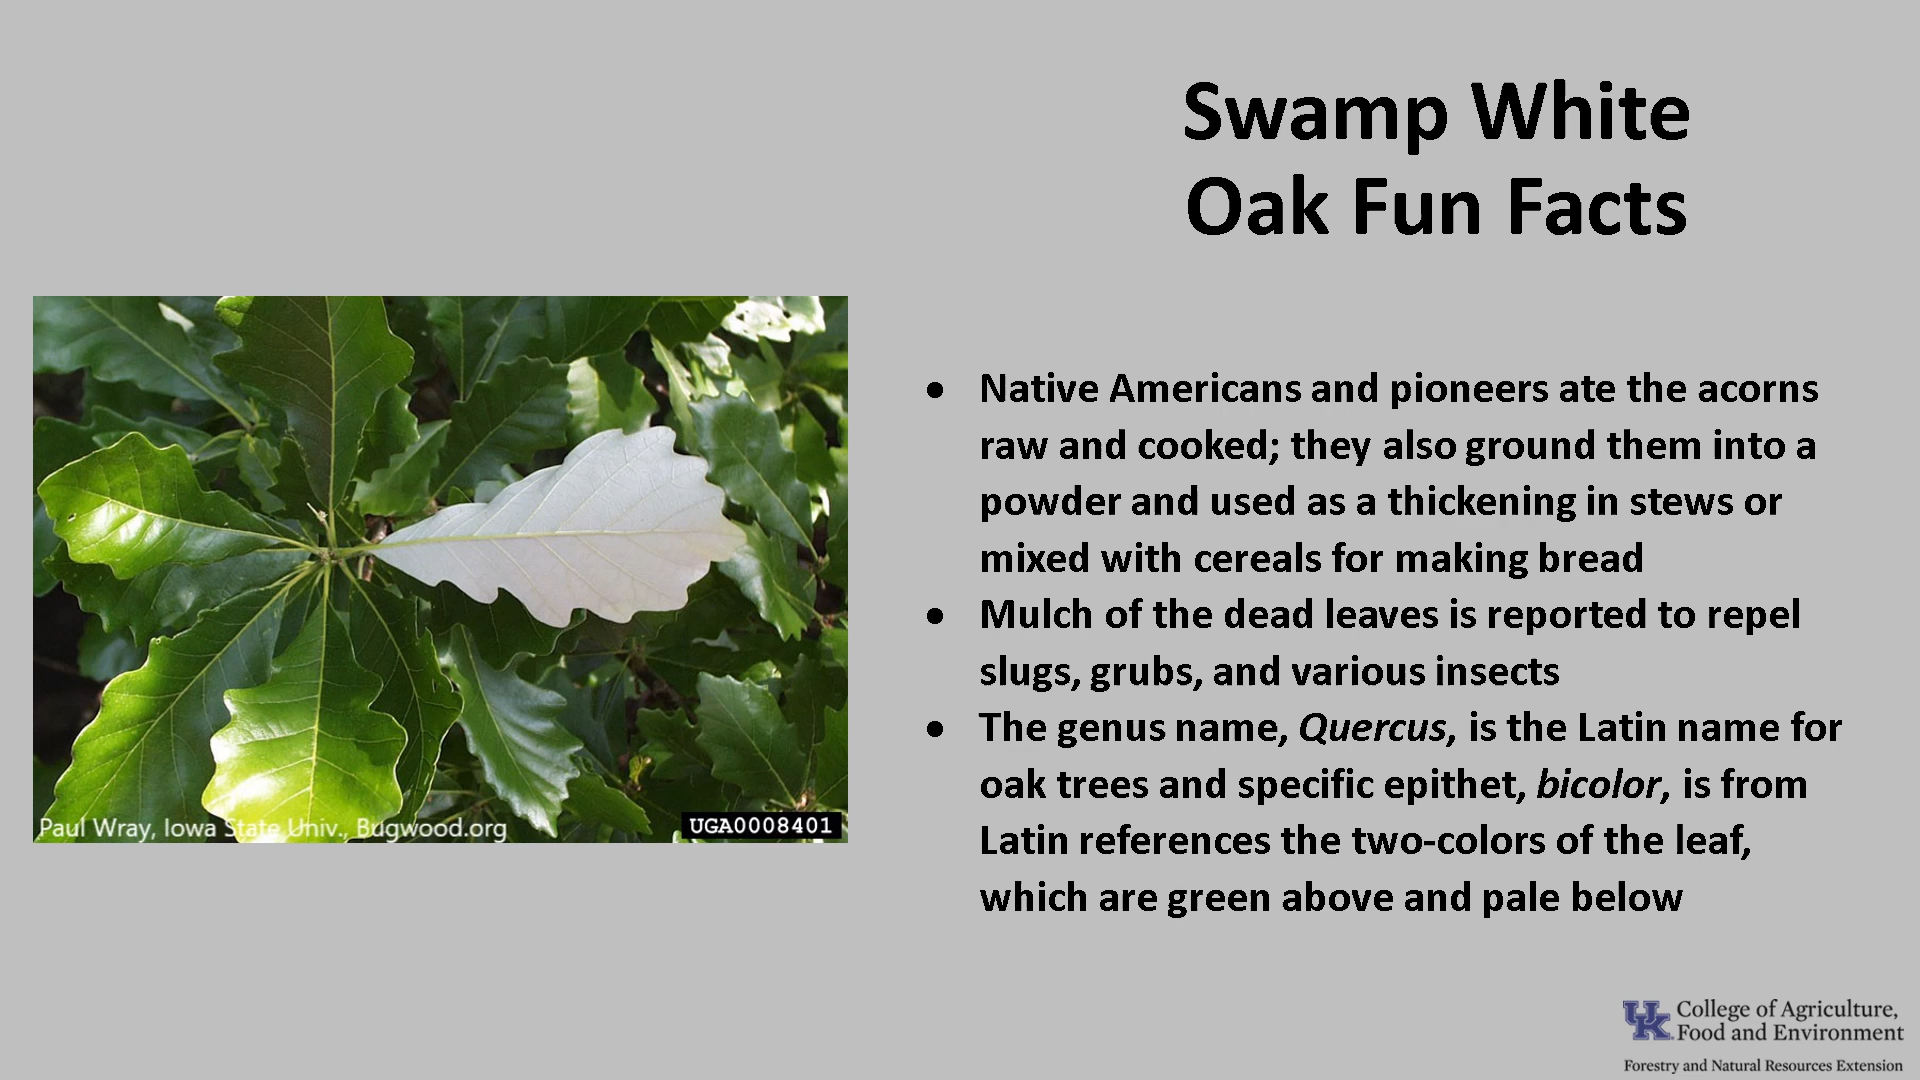 Swamp White
Oak Fun Facts
• Native Americans and pioneers ate the acorns
raw and cooked; they also ground them into a
powder and used as a thickening in stews or
mixed with cereals for making bread
• Mulch of the dead leaves is reported to repel
slugs, grubs, and various insects
• The genus name, Quercus, is the Latin name for
oak trees and specific epithet, bicolor, is from
Latin references the two-colors of the leaf,
which are green above and pale below
Paul Wray, Iowa State Univ., Bugwood.org
UGA0008401
UK College of Agriculture,
Food and Environment
Forestry and Natural Resources Extension